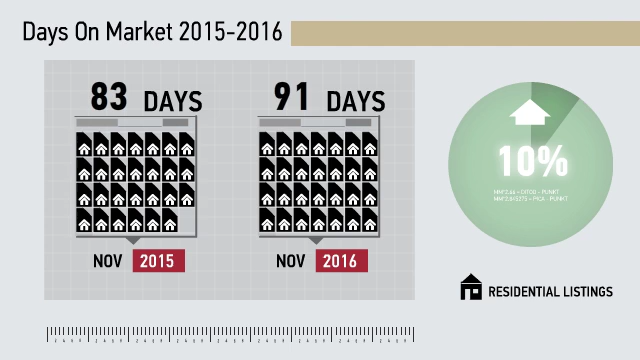 Days On Market 2015-2016
83 DAYS
91 DAYS
NOV 2015
NOV 2016
10%
RESIDENTIAL LISTINGS